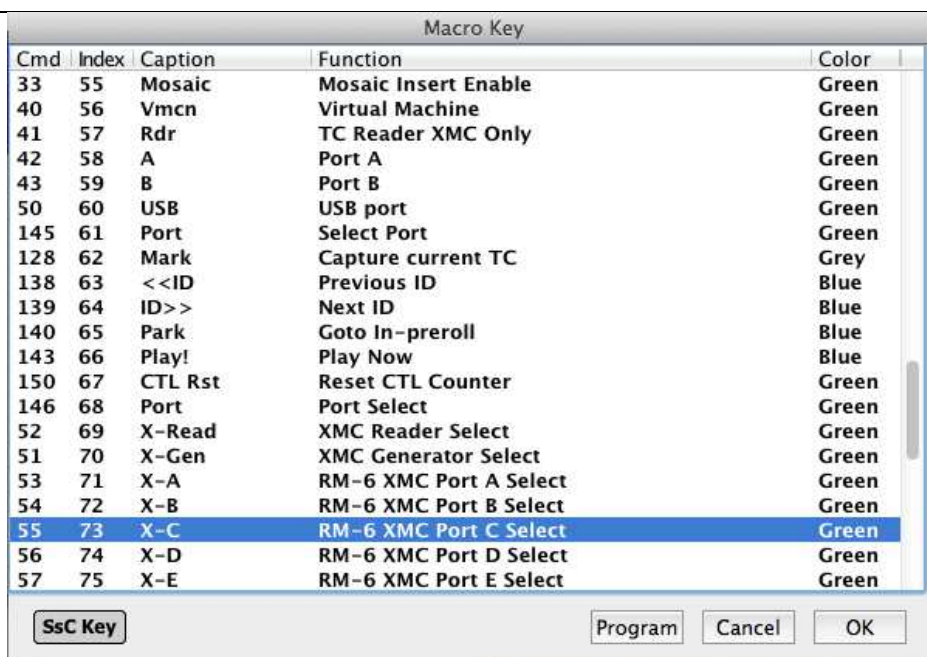 Macro Key
Cmd Index Caption Function Color
33 55 Mosaic Mosaic Insert Enable Green
40 56 Vmcn Virtual Machine Green
41 57 Rdr TC Reader XMC Only Green
42 58 A Port A Green
43 59 B Port B Green
50 60 USB USB port Green
145 61 Port Select Port Green
128 62 Mark Capture current TC Grey
138 63 <<ID Previous ID Blue
139 64 ID>> Next ID Blue
140 65 Park Goto In-preroll Blue
143 66 Play! Play Now Blue
150 67 CTL Rst Reset CTL Counter Green
146 68 Port Port Select Green
52 69 X-Read XMC Reader Select Green
51 70 X-Gen XMC Generator Select Green
53 71 X-A RM-6 XMC Port A Select Green
54 72 X-B RM-6 XMC Port B Select Green
55 73 X-C RM-6 XMC Port C Select Green
56 74 X-D RM-6 XMC Port D Select Green
57 75 X-E RM-6 XMC Port E Select Green
SsC Key Program Cancel OK